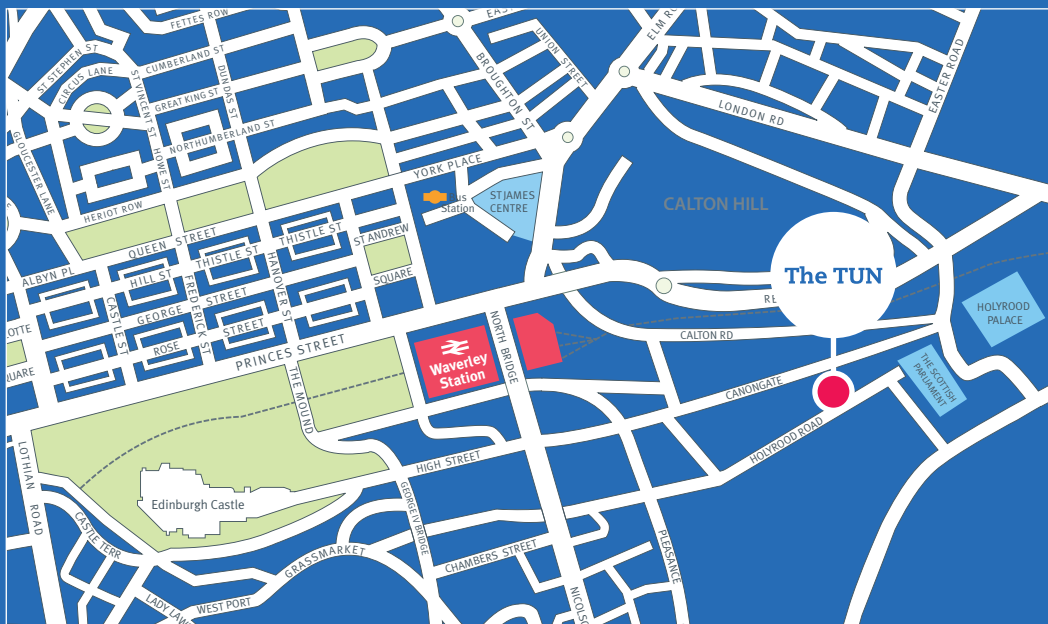 FETTES ROW
ELM RO
ST STEPHEN ST
CIRCUS LANE
CUMBERLAND ST
ST VINCENT ST
DUNDAS ST
GREAT KING ST
BROUGHTON ST
UNION STREET
EASTER ROAD
LONDON RD
GLOUCESTER LANE
NORTHUMBERLAND ST
HOWE ST
YORK PLACE
HERIOT ROW
Bus
Station
ST JAMES
CENTRE
CALTON HILL
QUEEN STREET
THISTLE ST
THISTLE ST
ST ANDREW
SQUARE
ALBYN PL
HILL ST
HANOVER ST
The TUN
GEORGE STREET
FREDERICK ST
CASTLE ST
ROSE STREET
PRINCES STREET
NORTH BRIDGE
CALTON RD
HOLYROOD
PALACE
Waverley
Station
THE MOUND
CANONGATE
THE SCOTTISH
PARLIAMENT
HOLYROOD ROAD
LOTHIAN ROAD
HIGH STREET
Edinburgh Castle
GEORGE IV BRIDGE
CASTLE TERR
GRASSMARKET
CHAMBERS STREET
PLEASANCE
WEST PORT
LADY LAW
NICOLS